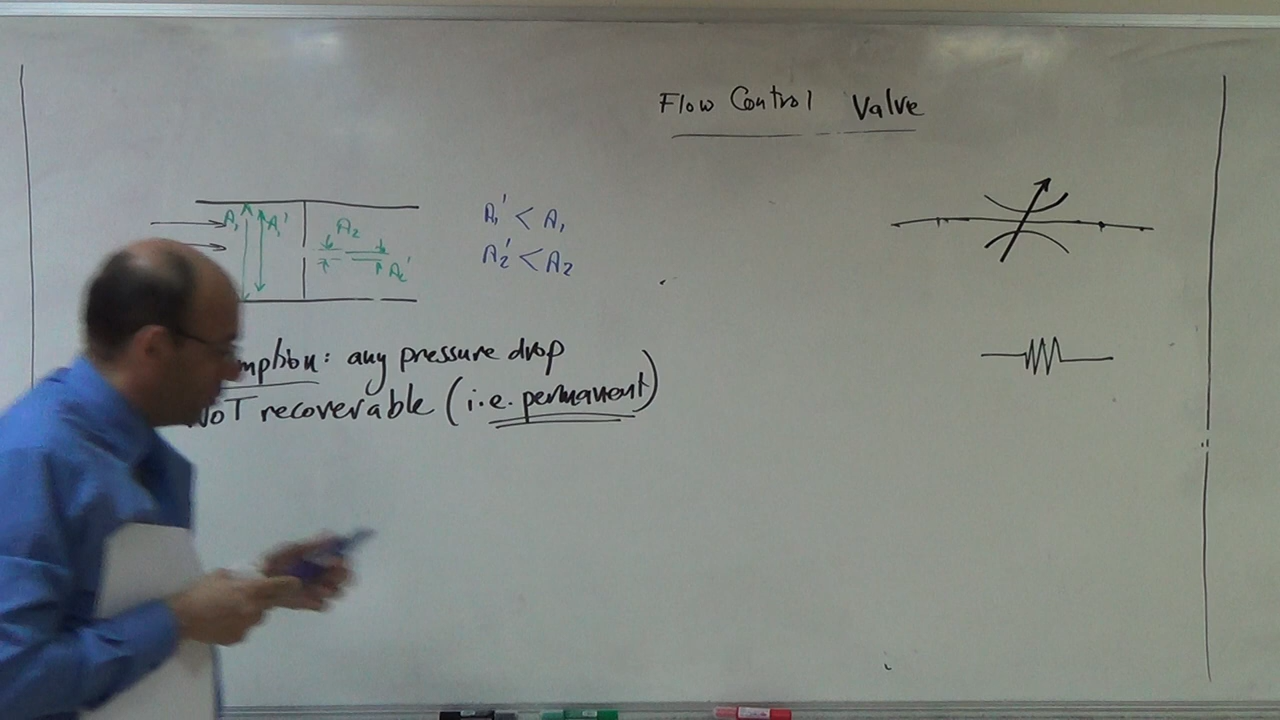 Flow Control Valve
A₁ A₁' A₂ A₂'
A₁' < A₁
A₂' < A₂
mption: any pressure drop
NOT recoverable (i.e. permanent)